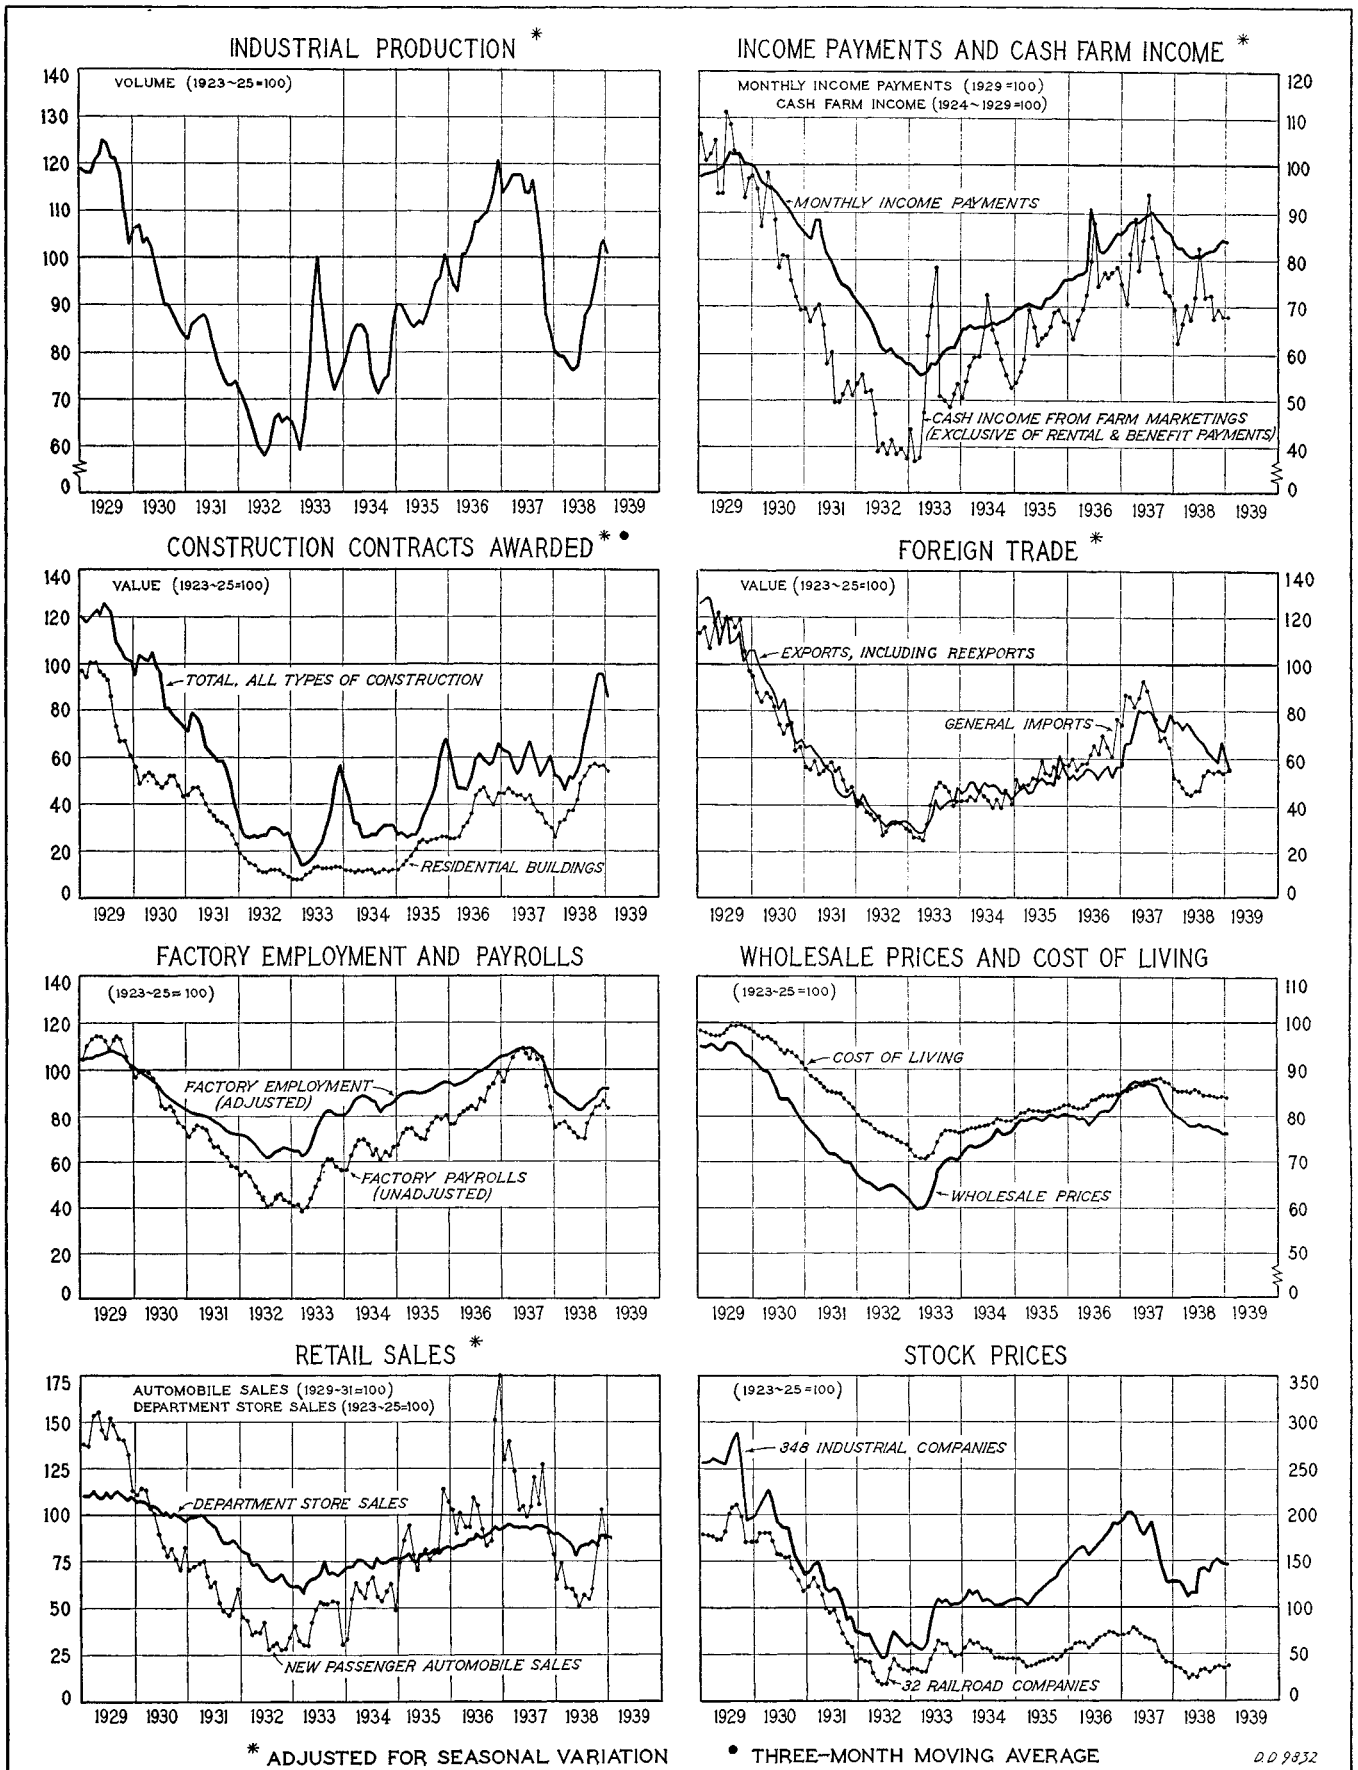 INDUSTRIAL PRODUCTION *
VOLUME (1923~25=100)
140
130
120
110
100
90
80
70
60
0
1929 1930 1931 1932 1933 1934 1935 1936 1937 1938 1939
INCOME PAYMENTS AND CASH FARM INCOME *
MONTHLY INCOME PAYMENTS (1929=100)
CASH FARM INCOME (1924~1929=100)
120
110
100
90
80
70
60
50
40
0
MONTHLY INCOME PAYMENTS
CASH INCOME FROM FARM MARKETINGS
(EXCLUSIVE OF RENTAL & BENEFIT PAYMENTS)
1929 1930 1931 1932 1933 1934 1935 1936 1937 1938 1939
CONSTRUCTION CONTRACTS AWARDED * •
VALUE (1923~25=100)
140
120
100
80
60
40
20
0
TOTAL, ALL TYPES OF CONSTRUCTION
RESIDENTIAL BUILDINGS
1929 1930 1931 1932 1933 1934 1935 1936 1937 1938 1939
FOREIGN TRADE *
VALUE (1923~25=100)
140
120
100
80
60
40
20
0
EXPORTS, INCLUDING REEXPORTS
GENERAL IMPORTS
1929 1930 1931 1932 1933 1934 1935 1936 1937 1938 1939
FACTORY EMPLOYMENT AND PAYROLLS
(1923~25=100)
140
120
100
80
60
40
20
0
FACTORY EMPLOYMENT
(ADJUSTED)
FACTORY PAYROLLS
(UNADJUSTED)
1929 1930 1931 1932 1933 1934 1935 1936 1937 1938 1939
WHOLESALE PRICES AND COST OF LIVING
(1923~25=100)
110
100
90
80
70
60
50
0
COST OF LIVING
WHOLESALE PRICES
1929 1930 1931 1932 1933 1934 1935 1936 1937 1938 1939
RETAIL SALES *
AUTOMOBILE SALES (1929~31=100)
DEPARTMENT STORE SALES (1923~25=100)
175
150
125
100
75
50
25
0
DEPARTMENT STORE SALES
NEW PASSENGER AUTOMOBILE SALES
1929 1930 1931 1932 1933 1934 1935 1936 1937 1938 1939
STOCK PRICES
(1923~25=100)
350
300
250
200
150
100
50
0
348 INDUSTRIAL COMPANIES
32 RAILROAD COMPANIES
1929 1930 1931 1932 1933 1934 1935 1936 1937 1938 1939
* ADJUSTED FOR SEASONAL VARIATION
• THREE-MONTH MOVING AVERAGE
D.D 9832